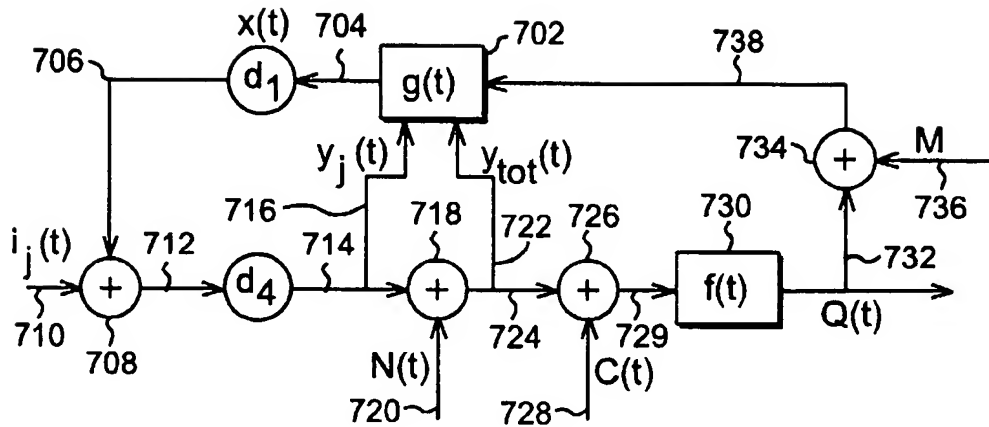 x(t)
704
702
738
706
d1
g(t)
yj(t)
ytot(t)
734
+
M
736
ij(t)
712
716
714
718
722
726
730
732
710
+
d4
+
+
f(t)
708
724
729
Q(t)
N(t)
720
C(t)
728